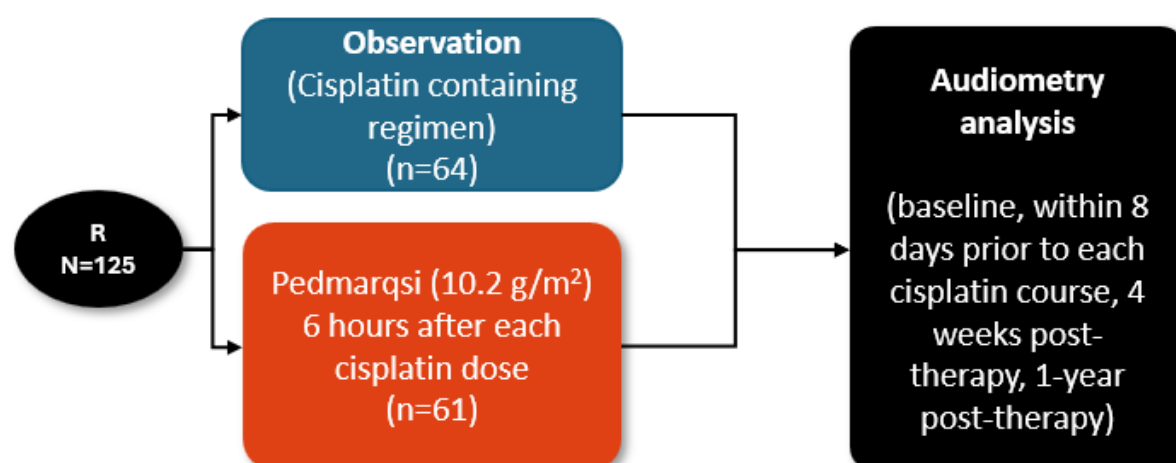 R
N=125
Observation
(Cisplatin containing
regimen)
(n=64)
Pedmarqsi (10.2 g/m²)
6 hours after each
cisplatin dose
(n=61)
Audiometry
analysis
(baseline, within 8
days prior to each
cisplatin course, 4
weeks post-
therapy, 1-year
post-therapy)